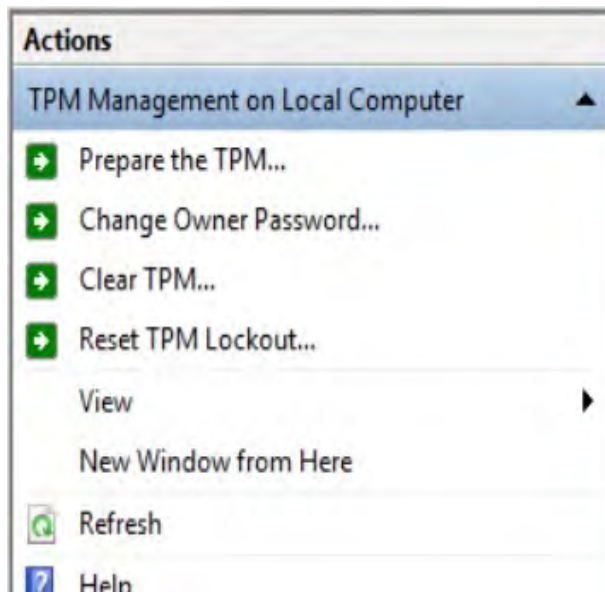 Actions
TPM Management on Local Computer
Prepare the TPM...
Change Owner Password...
Clear TPM...
Reset TPM Lockout...
View
New Window from Here
Refresh
Help